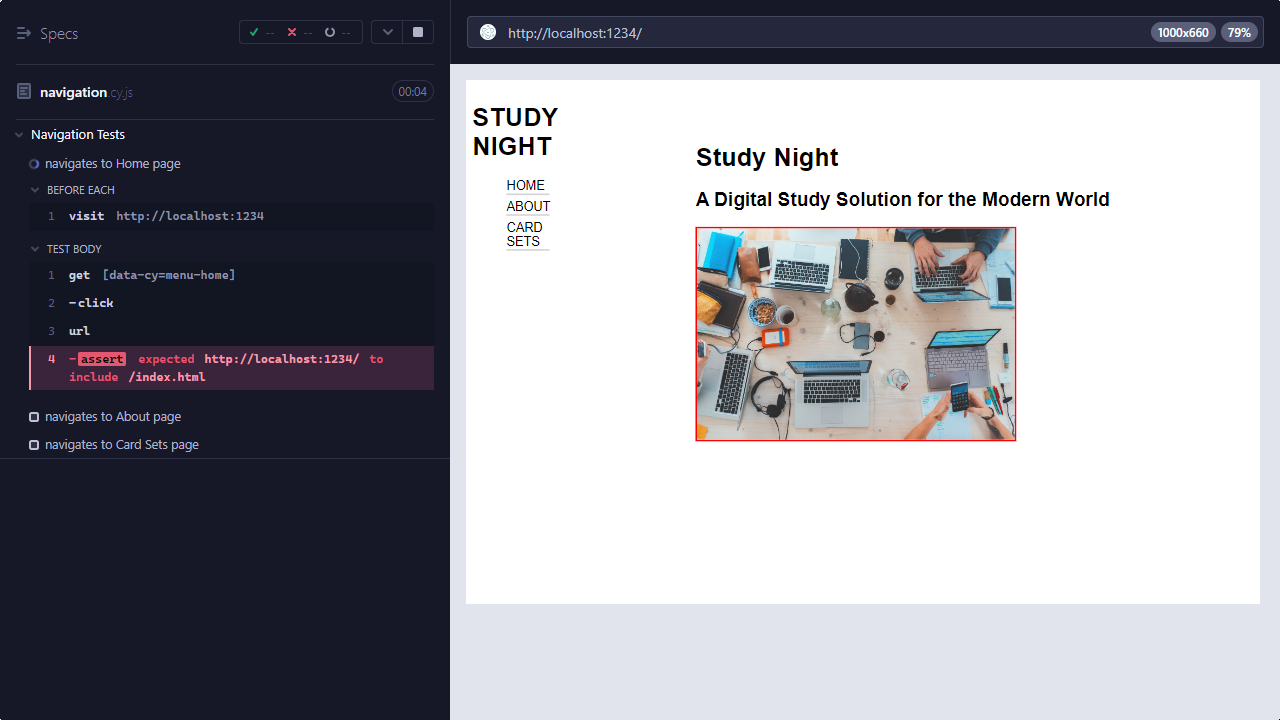 Specs
-- -- --
http://localhost:1234/
1000x660
79%
navigation.cy.js
00:04
Navigation Tests
navigates to Home page
BEFORE EACH
1 visit http://localhost:1234
TEST BODY
1 get [data-cy=menu-home]
2 -click
3 url
4 -assert expected http://localhost:1234/ to
include /index.html
navigates to About page
navigates to Card Sets page
STUDY
NIGHT
HOME
ABOUT
CARD
SETS
Study Night
A Digital Study Solution for the Modern World